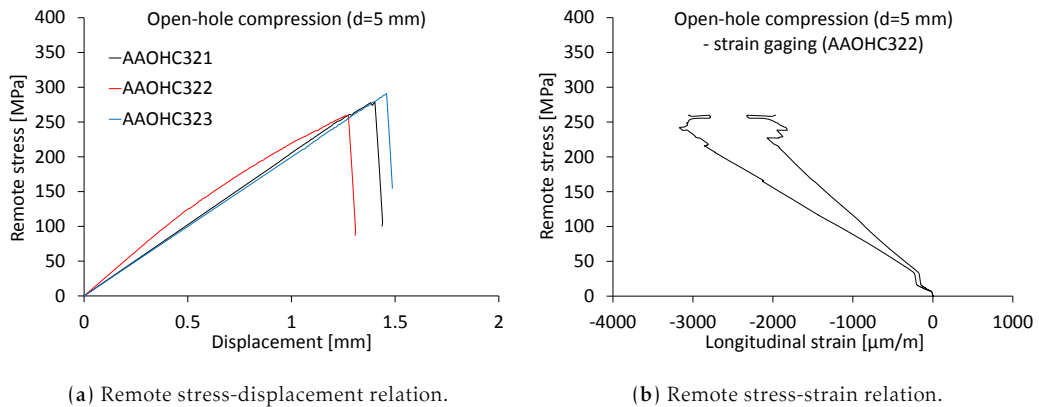 Open-hole compression (d=5 mm)
400
350
300
250
200
150
100
50
0
Remote stress [MPa]
AAOHC321
AAOHC322
AAOHC323
0 0.5 1 1.5 2
Displacement [mm]
(a) Remote stress-displacement relation.
Open-hole compression (d=5 mm)
- strain gaging (AAOHC322)
400
350
300
250
200
150
100
50
0
Remote stress [MPa]
-4000 -3000 -2000 -1000 0 1000
Longitudinal strain [µm/m]
(b) Remote stress-strain relation.